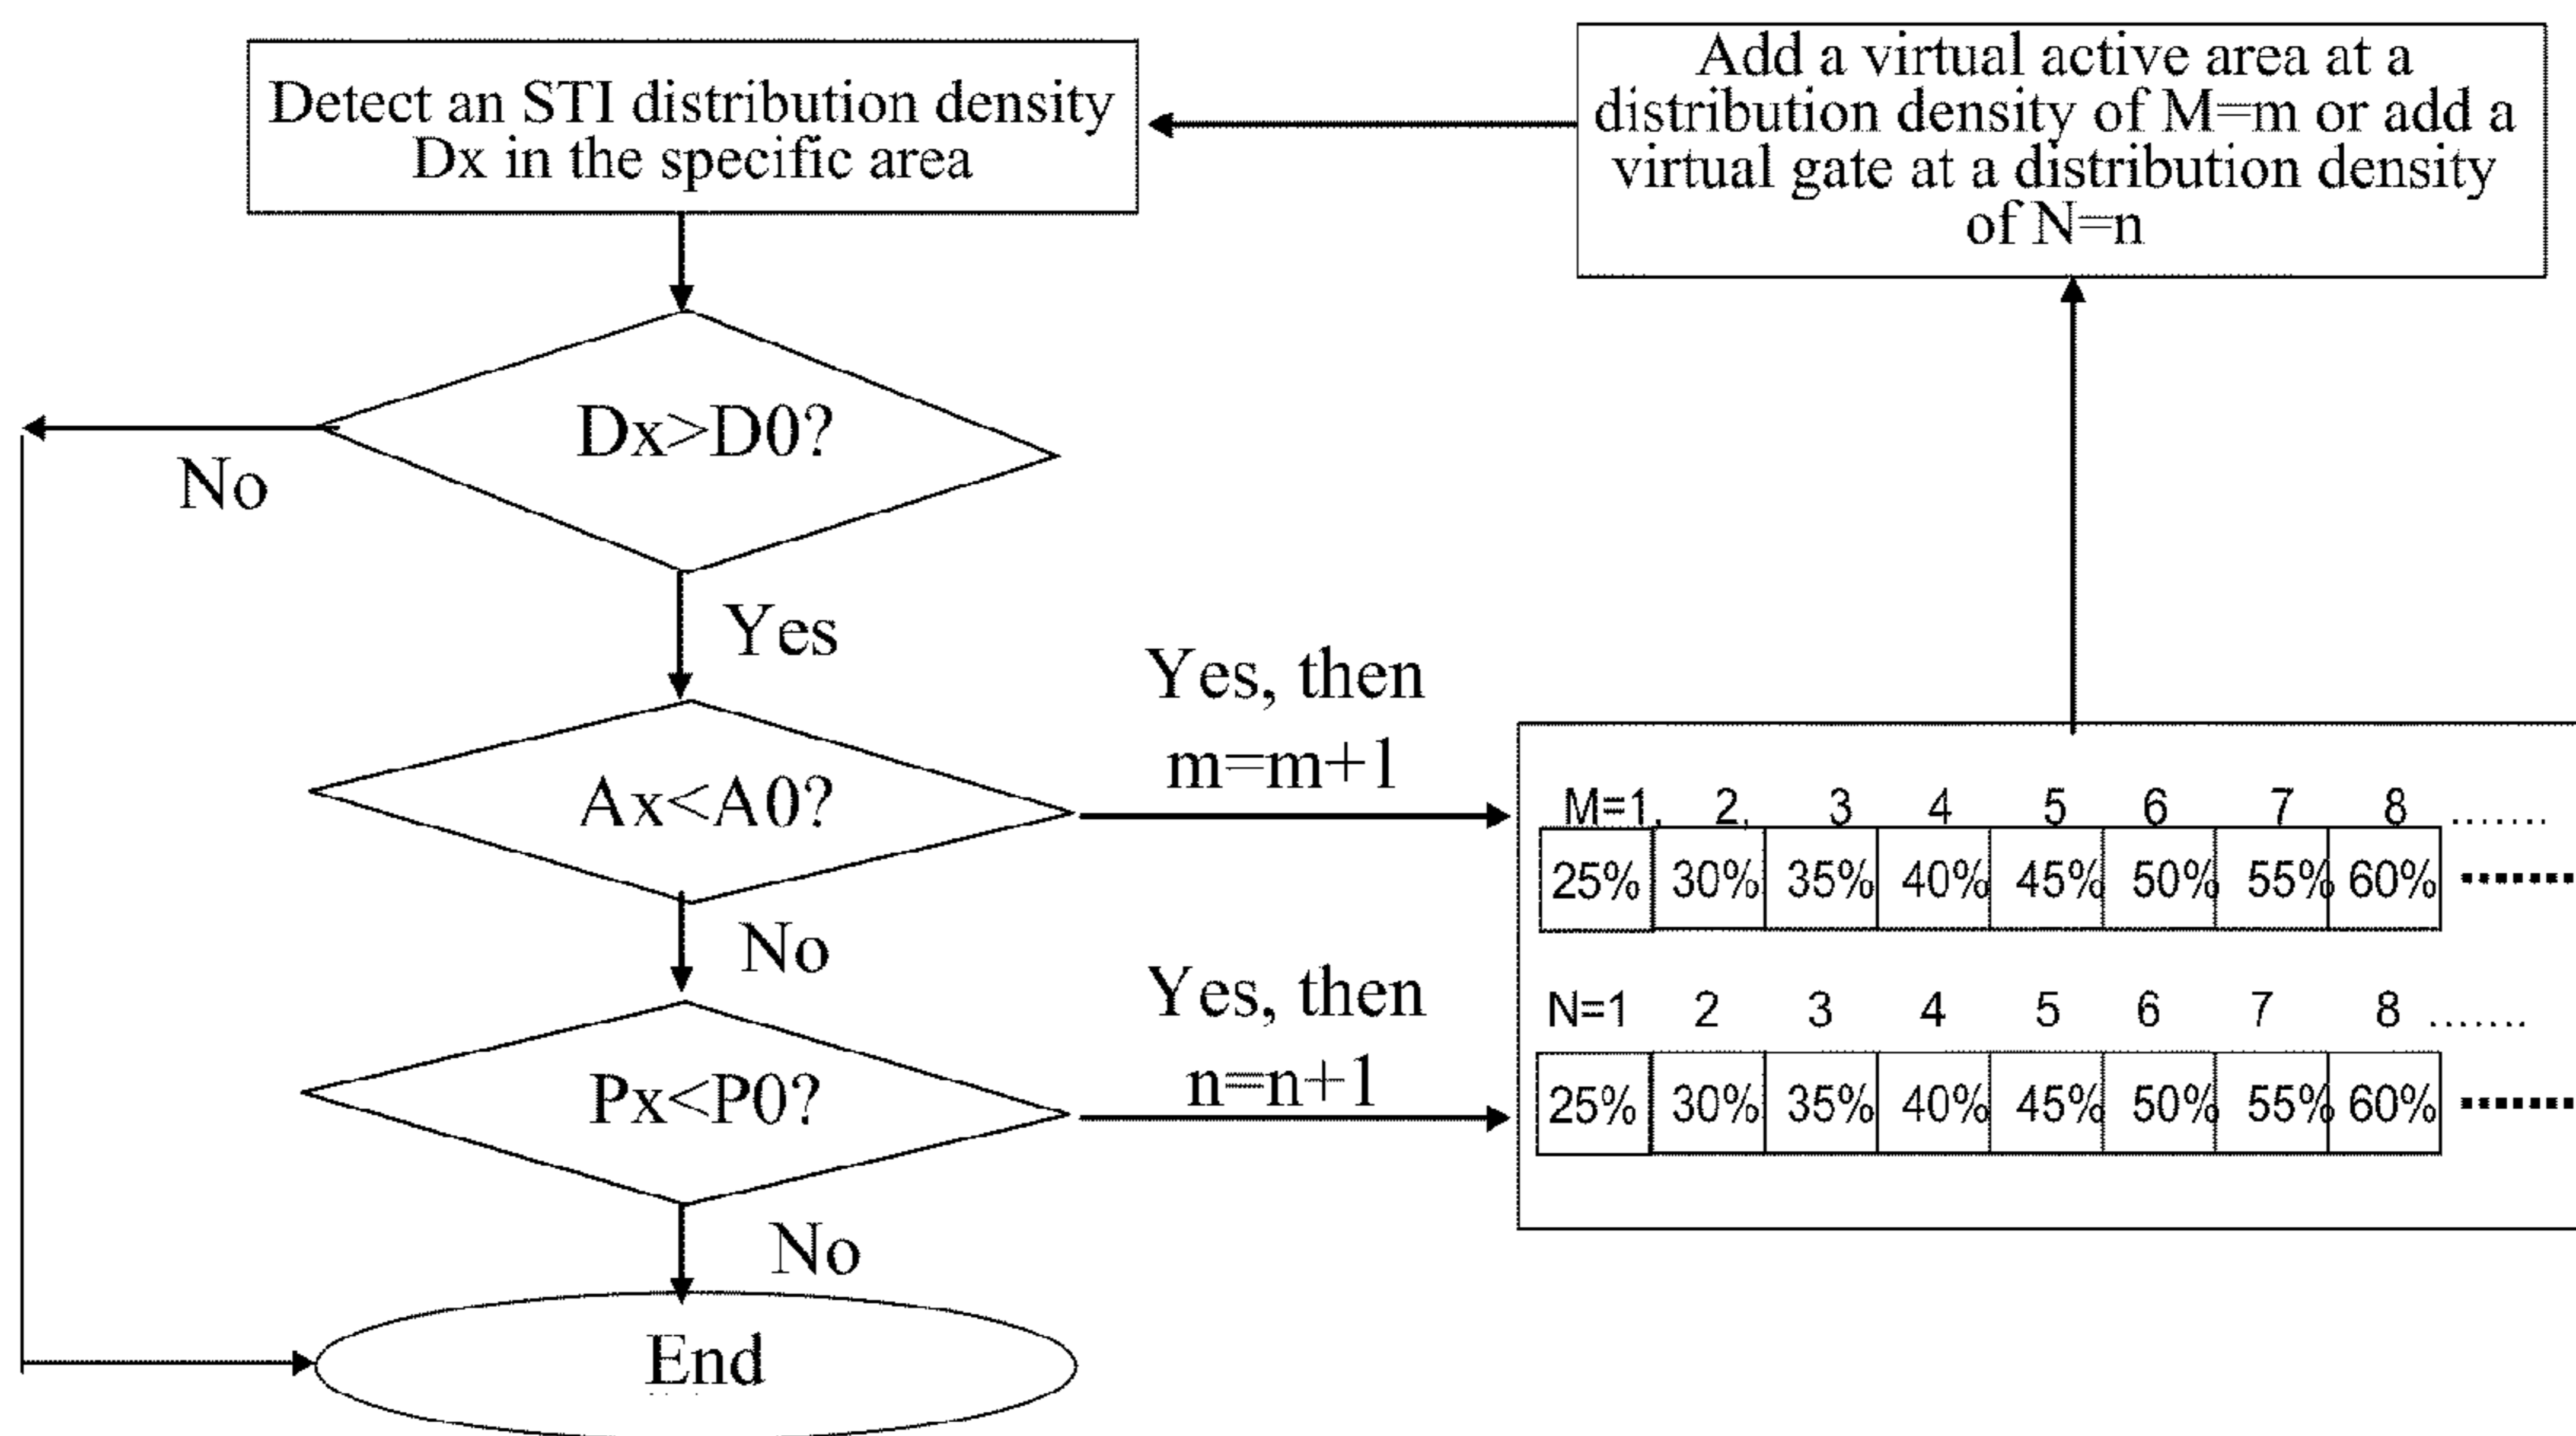 Detect an STI distribution density
Dx in the specific area
Add a virtual active area at a
distribution density of M=m or add a
virtual gate at a distribution density
of N=n
Dx>D0?
No
Yes
Ax<A0?
Yes, then
m=m+1
No
Px<P0?
Yes, then
n=n+1
No
End
M=1, 2, 3 4 5 6 7 8 .......
25% 30% 35% 40% 45% 50% 55% 60% ........
N=1 2 3 4 5 6 7 8 .......
25% 30% 35% 40% 45% 50% 55% 60% ........